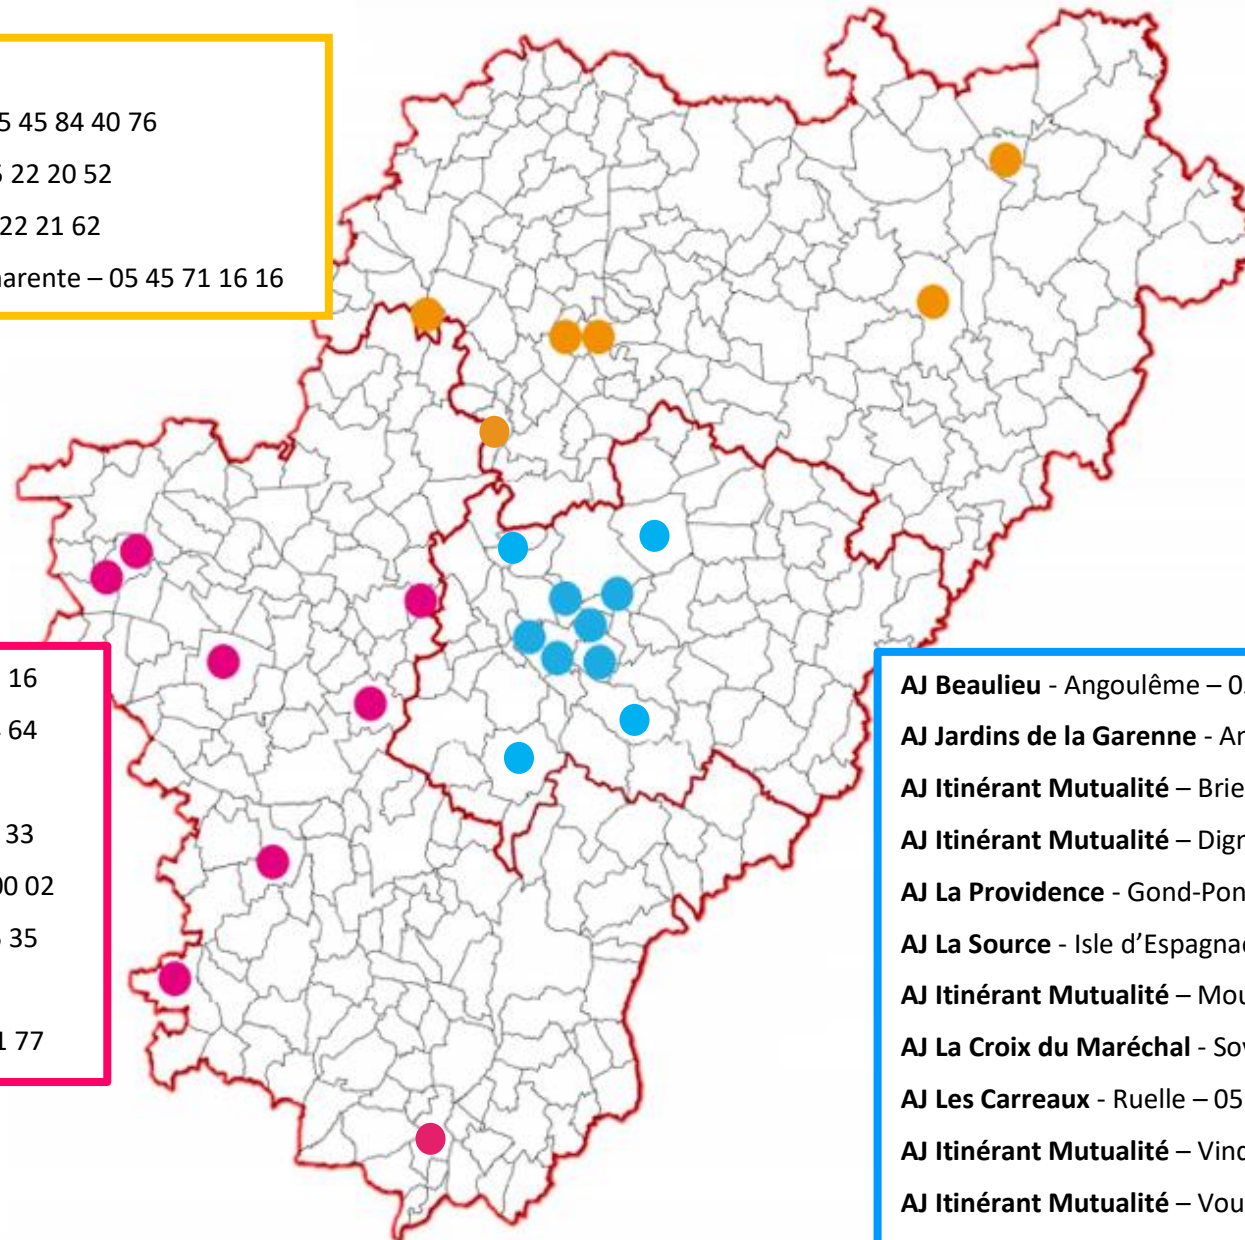 5 45 84 40 76
22 20 52
22 21 62
arente – 05 45 71 16 16
16
64
33
00 02
35
77
AJ Beaulieu - Angoulême – 0
AJ Jardins de la Garenne - An
AJ Itinérant Mutualité – Brie
AJ Itinérant Mutualité – Dign
AJ La Providence - Gond-Pon
AJ La Source - Isle d’Espagnac
AJ Itinérant Mutualité – Mou
AJ La Croix du Maréchal - Soy
AJ Les Carreaux - Ruelle – 05
AJ Itinérant Mutualité – Vind
AJ Itinérant Mutualité – Vou